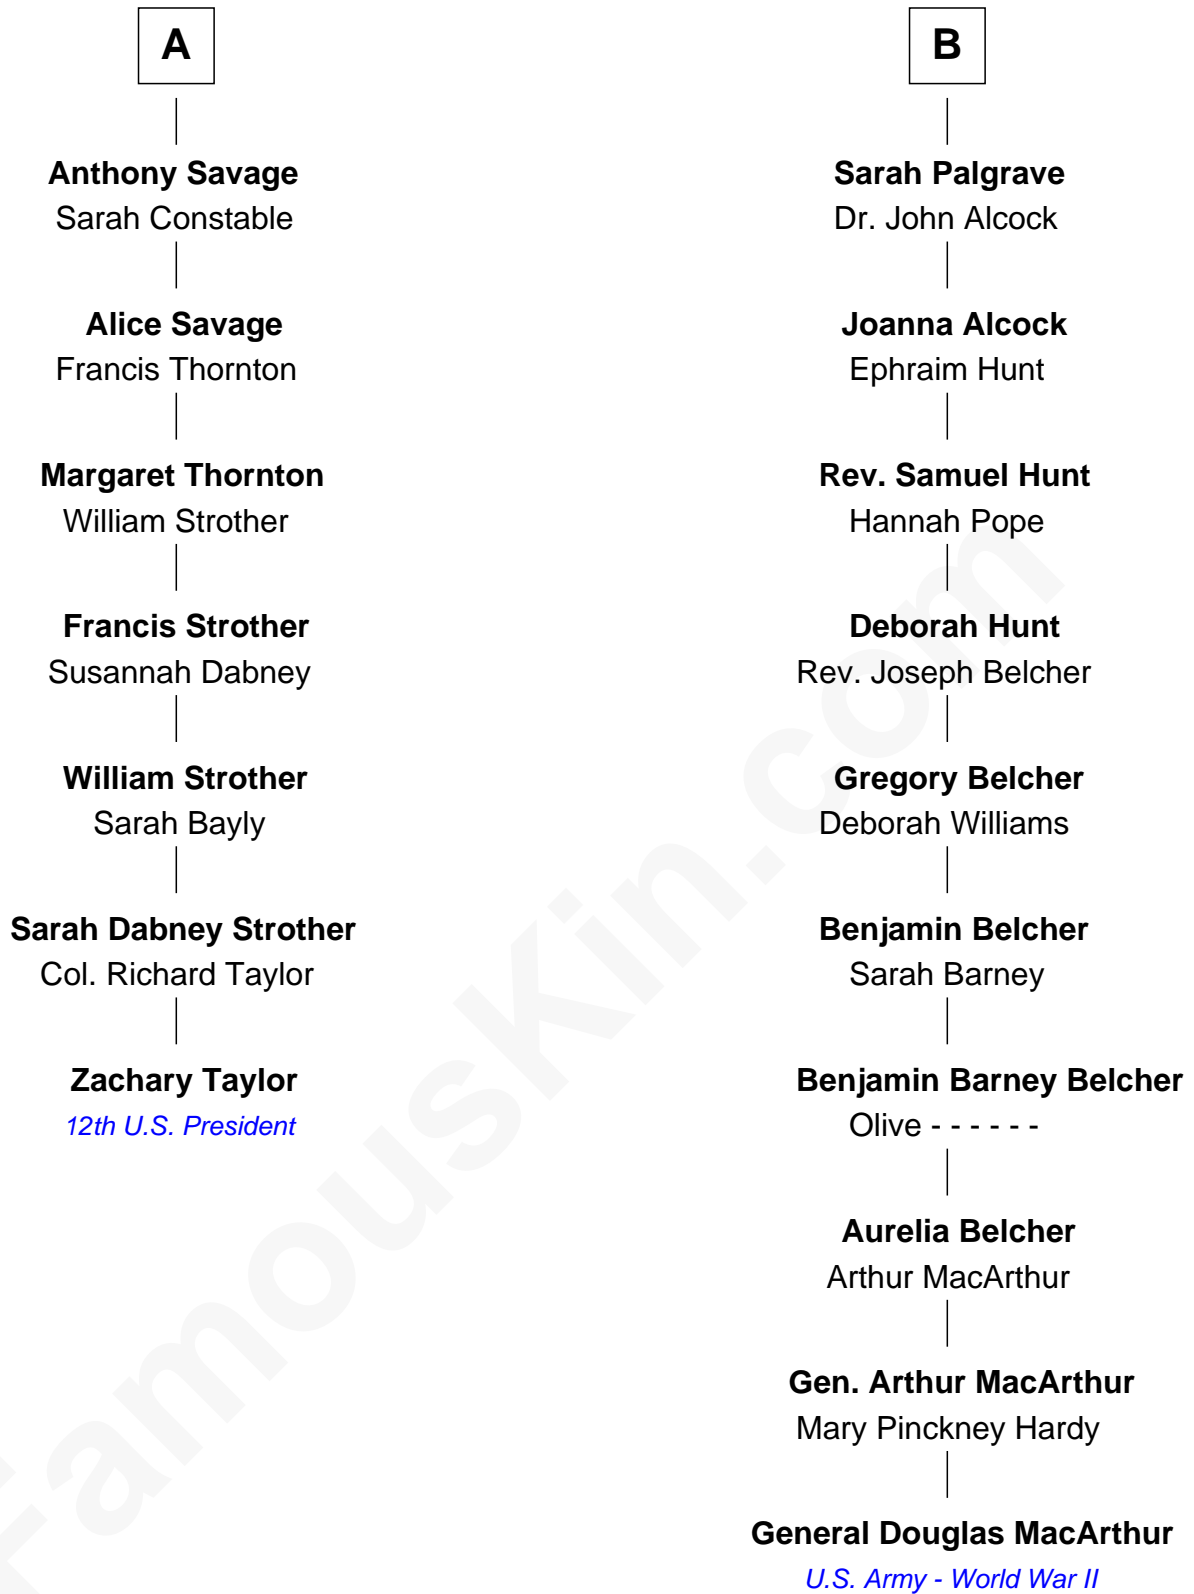 A
Anthony Savage
Sarah Constable
Alice Savage
Francis Thornton
Margaret Thornton
William Strother
Francis Strother
Susannah Dabney
William Strother
Sarah Bayly
Sarah Dabney Strother
Col. Richard Taylor
Zachary Taylor
12th U.S. President
B
Sarah Palgrave
Dr. John Alcock
Joanna Alcock
Ephraim Hunt
Rev. Samuel Hunt
Hannah Pope
Deborah Hunt
Rev. Joseph Belcher
Gregory Belcher
Deborah Williams
Benjamin Belcher
Sarah Barney
Benjamin Barney Belcher
Olive - - - - - -
Aurelia Belcher
Arthur MacArthur
Gen. Arthur MacArthur
Mary Pinckney Hardy
General Douglas MacArthur
U.S. Army - World War II
FamousKin.com